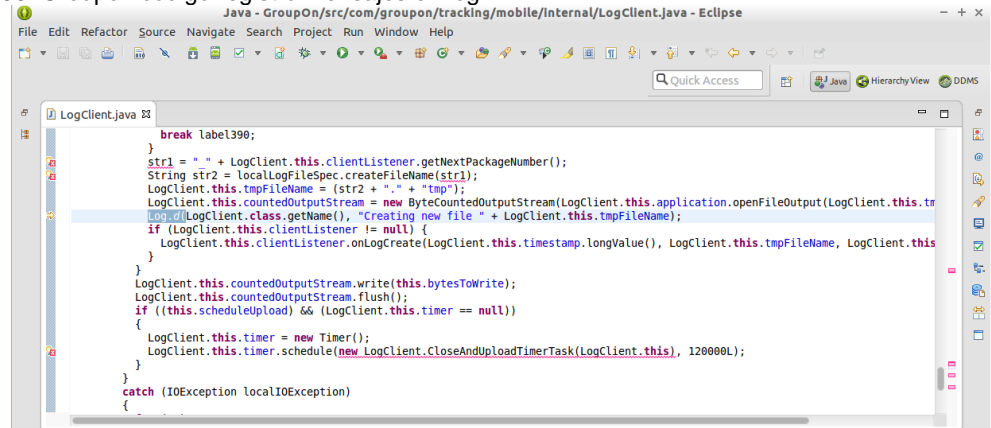 Java - GroupOn/src/com/groupon/tracking/mobile/internal/LogClient.java - Eclipse
File Edit Refactor Source Navigate Search Project Run Window Help
Quick Access Java Hierarchy View DDMS
LogClient.java
break label390;
}
str1 = "_" + LogClient.this.clientListener.getNextPackageNumber();
String str2 = localLogFileSpec.createFileName(str1);
LogClient.this.tmpFileName = (str2 + "." + "tmp");
LogClient.this.countedOutputStream = new ByteCountedOutputStream(LogClient.this.application.openFileOutput(LogClient.this.tm
Log.d(LogClient.class.getName(), "Creating new file " + LogClient.this.tmpFileName);
if (LogClient.this.clientListener != null) {
LogClient.this.clientListener.onLogCreate(LogClient.this.timestamp.longValue(), LogClient.this.tmpFileName, LogClient.this
}
}
LogClient.this.countedOutputStream.write(this.bytesToWrite);
LogClient.this.countedOutputStream.flush();
if ((this.scheduleUpload) && (LogClient.this.timer == null))
{
LogClient.this.timer = new Timer();
LogClient.this.timer.schedule(new LogClient.CloseAndUploadTimerTask(LogClient.this), 120000L);
}
}
catch (IOException localIOException)
{